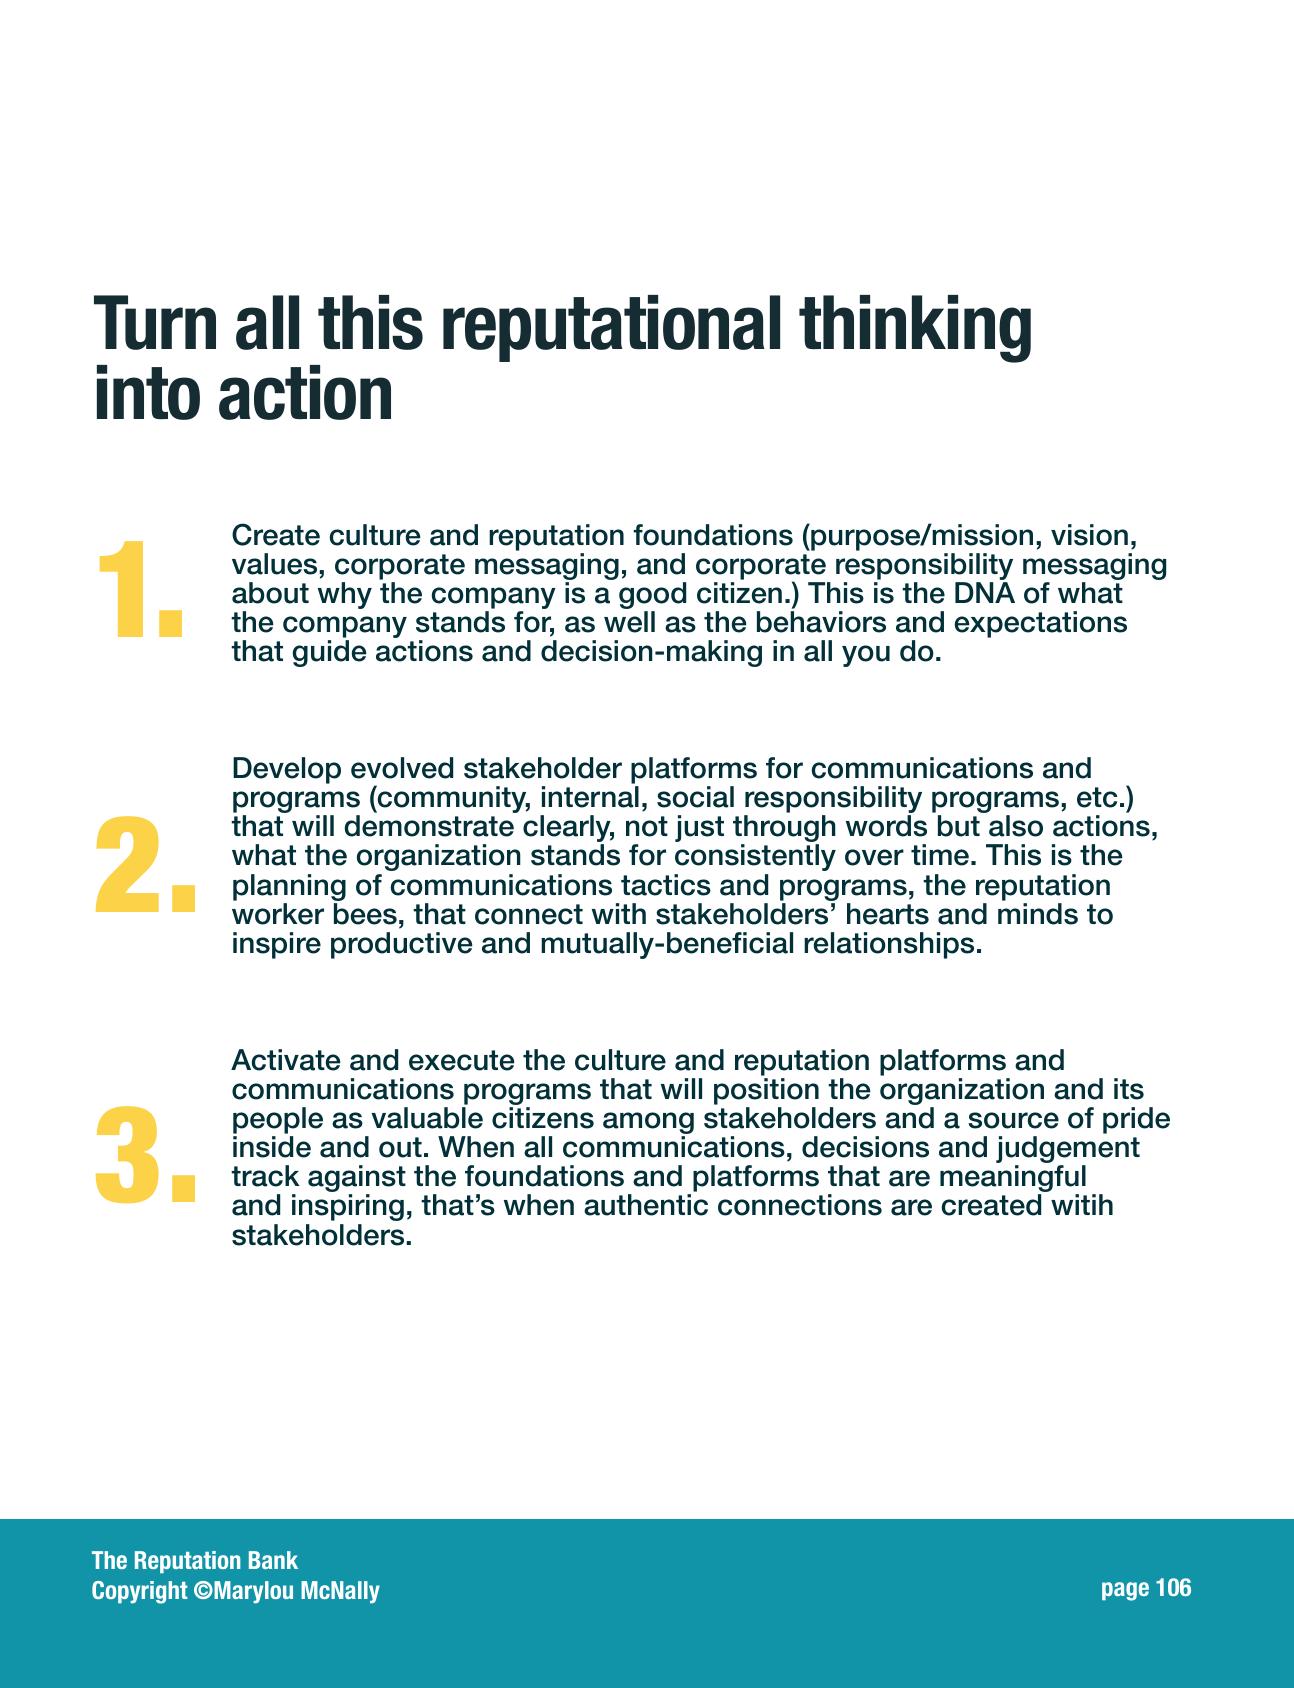 Turn all this reputational thinking
into action
1.
Create culture and reputation foundations (purpose/mission, vision,
values, corporate messaging, and corporate responsibility messaging
about why the company is a good citizen.) This is the DNA of what
the company stands for, as well as the behaviors and expectations
that guide actions and decision-making in all you do.
2.
Develop evolved stakeholder platforms for communications and
programs (community, internal, social responsibility programs, etc.)
that will demonstrate clearly, not just through words but also actions,
what the organization stands for consistently over time. This is the
planning of communications tactics and programs, the reputation
worker bees, that connect with stakeholders’ hearts and minds to
inspire productive and mutually-beneficial relationships.
3.
Activate and execute the culture and reputation platforms and
communications programs that will position the organization and its
people as valuable citizens among stakeholders and a source of pride
inside and out. When all communications, decisions and judgement
track against the foundations and platforms that are meaningful
and inspiring, that’s when authentic connections are created witih
stakeholders.
The Reputation Bank
Copyright ©Marylou McNally
page 106